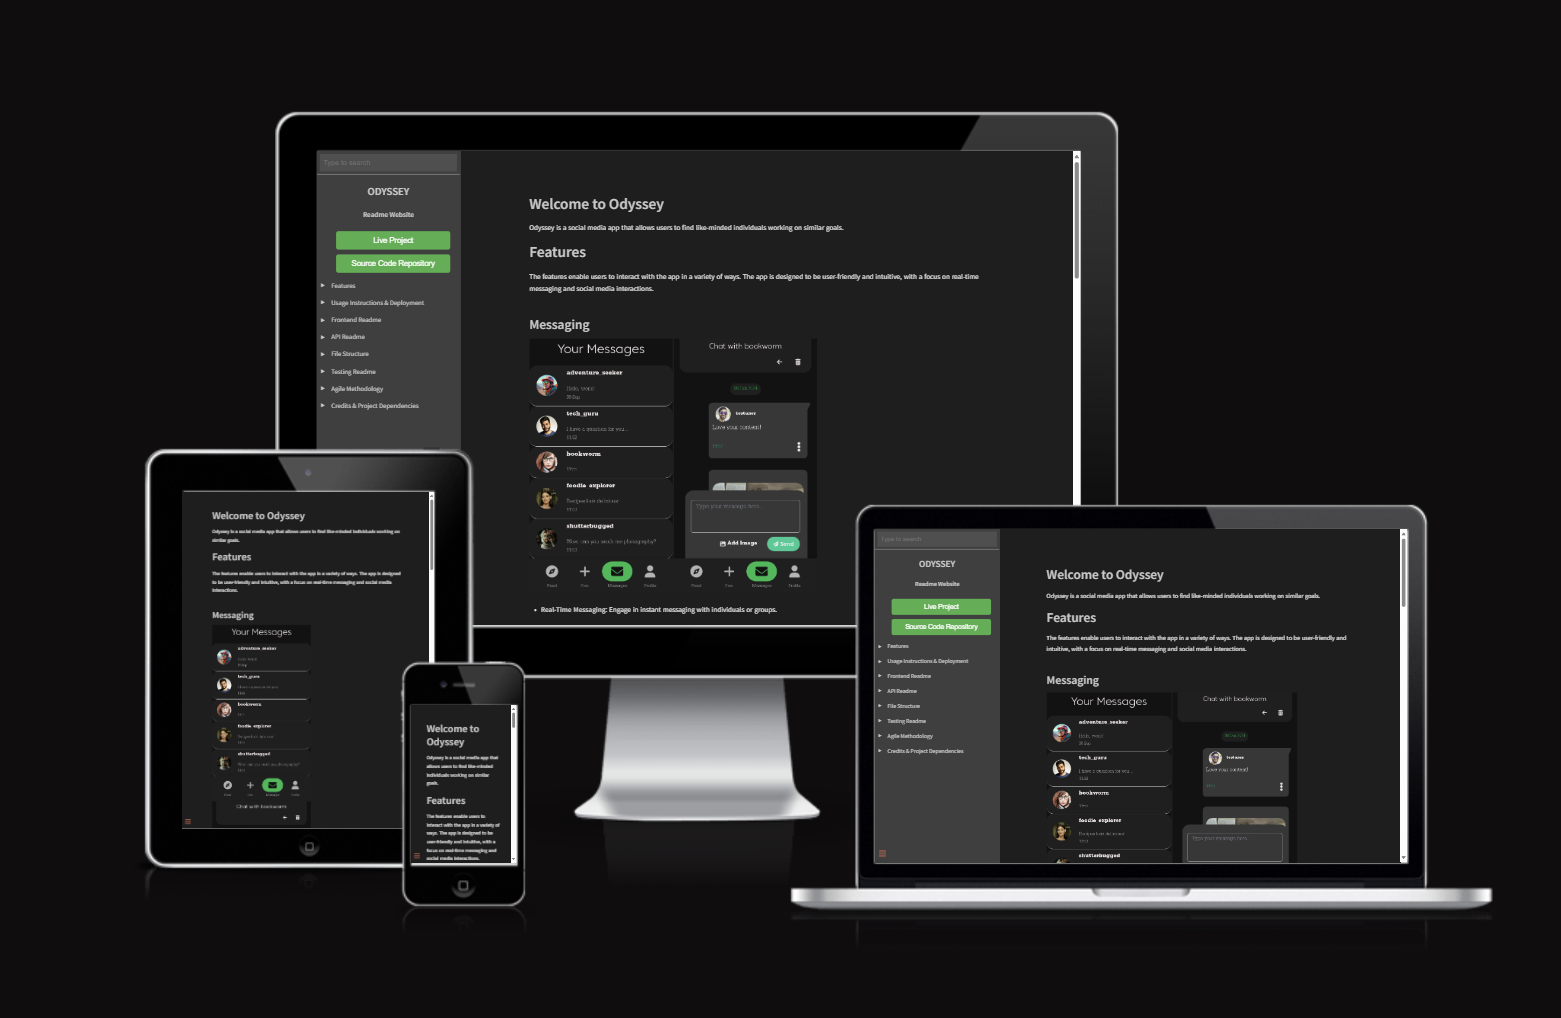 Type to search
ODYSSEY
Readme Website
Live Project
Source Code Repository
Features
Usage Instructions & Deployment
Frontend Readme
API Readme
File Structure
Testing Readme
Agile Methodology
Credits & Project Dependencies
Welcome to Odyssey
Odyssey is a social media app that allows users to find like-minded individuals working on similar goals.
Features
The features enable users to interact with the app in a variety of ways. The app is designed to be user-friendly and intuitive, with a focus on real-time
messaging and social media interactions.
Messaging
Your Messages
adventure_seeker
Hello, world!
tech_guru
I have a question for you...
bookworm
foodie_explorer
shutterbugged
Chat with bookworm
testuser
Love your content!
Type your message here
Add Image
Send
Messages
Profile
Messages
Profile
• Real-Time Messaging: Engage in instant messaging with individuals or groups.
Welcome to Odyssey
Odyssey is a social media app that allows users to find like-minded individuals working on
similar goals.
Features
The features enable users to interact with the app in a variety of ways. The app is designed
to be user-friendly and intuitive, with a focus on real-time messaging and social media
interactions.
Messaging
Your Messages
adventure_seeker
tech_guru
bookworm
foodie_explorer
shutterbugged
Chat with bookworm
Welcome to
Odyssey
Odyssey is a social media app that
allows users to find like-minded
individuals working on similar
goals.
Features
The features enable users to
interact with the app in a variety of
ways. The app is designed to be
user-friendly and intuitive, with a
focus on real-time messaging and
social media interactions.
Type to search
ODYSSEY
Readme Website
Live Project
Source Code Repository
Features
Usage Instructions & Deployment
Frontend Readme
API Readme
File Structure
Testing Readme
Agile Methodology
Credits & Project Dependencies
Welcome to Odyssey
Odyssey is a social media app that allows users to find like-minded individuals working on similar goals.
Features
The features enable users to interact with the app in a variety of ways. The app is designed to be user-friendly and
intuitive, with a focus on real-time messaging and social media interactions.
Messaging
Your Messages
adventure_seeker
Hello, world!
tech_guru
I have a question for you...
bookworm
foodie_explorer
shutterbugged
Chat with bookworm
testuser
Love your content!
Type your message here